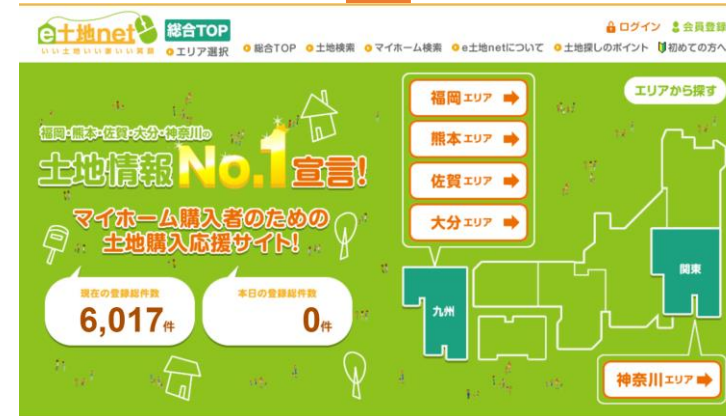 e土地net
いい土地いい家いい笑顔
総合TOP
エリア選択
総合TOP
土地検索
マイホーム検索
e土地netについて
土地探しのポイント
初めての方へ
ログイン
会員登録
福岡・熊本・佐賀・大分・神奈川の
土地情報No.1宣言!
マイホーム購入者のための
土地購入応援サイト!
現在の登録総件数
6,017件
本日の登録総件数
0件
福岡エリア
熊本エリア
佐賀エリア
大分エリア
エリアから探す
九州
関東
神奈川エリア